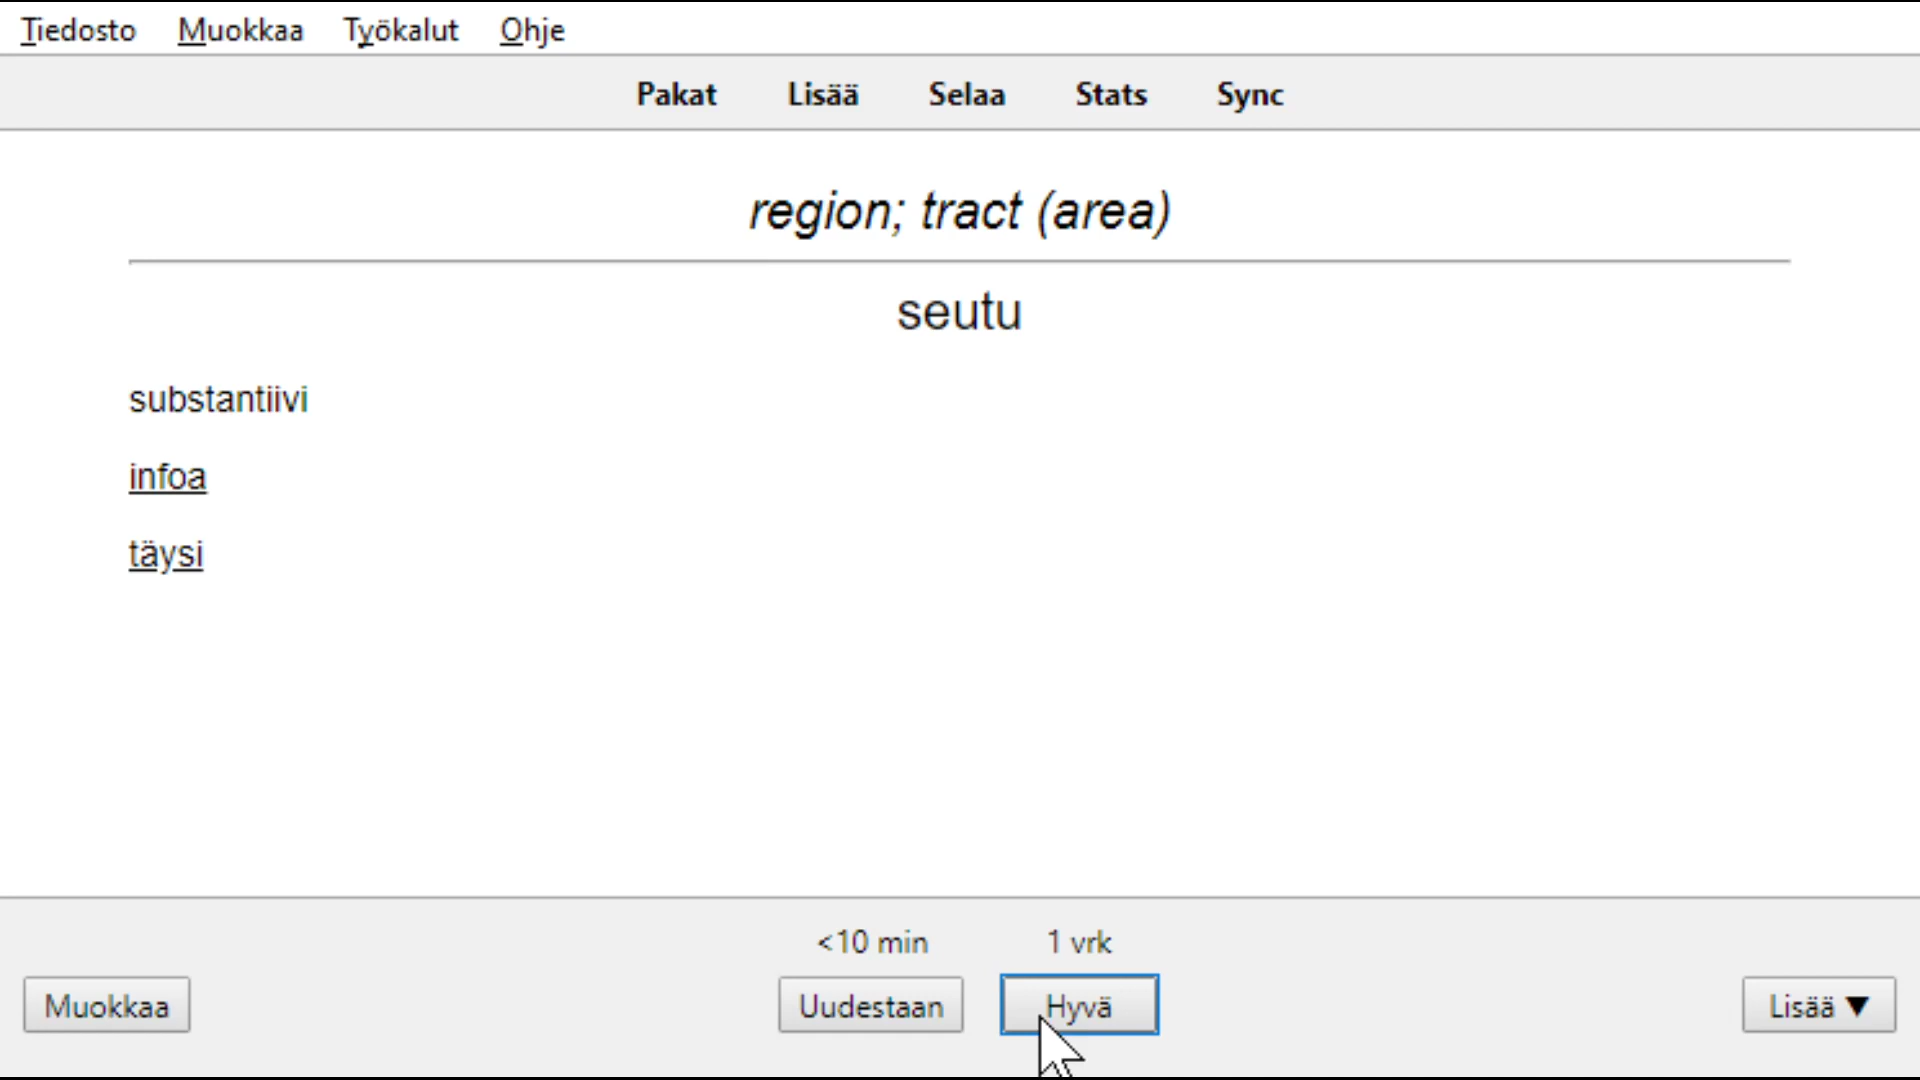 Tiedosto Muokkaa Työkalut Ohje
Pakat Lisää Selaa Stats Sync
region; tract (area)
seutu
substantiivi
infoa
täysi
<10 min 1 vrk
Muokkaa Uudestaan Hyvä Lisää ▼